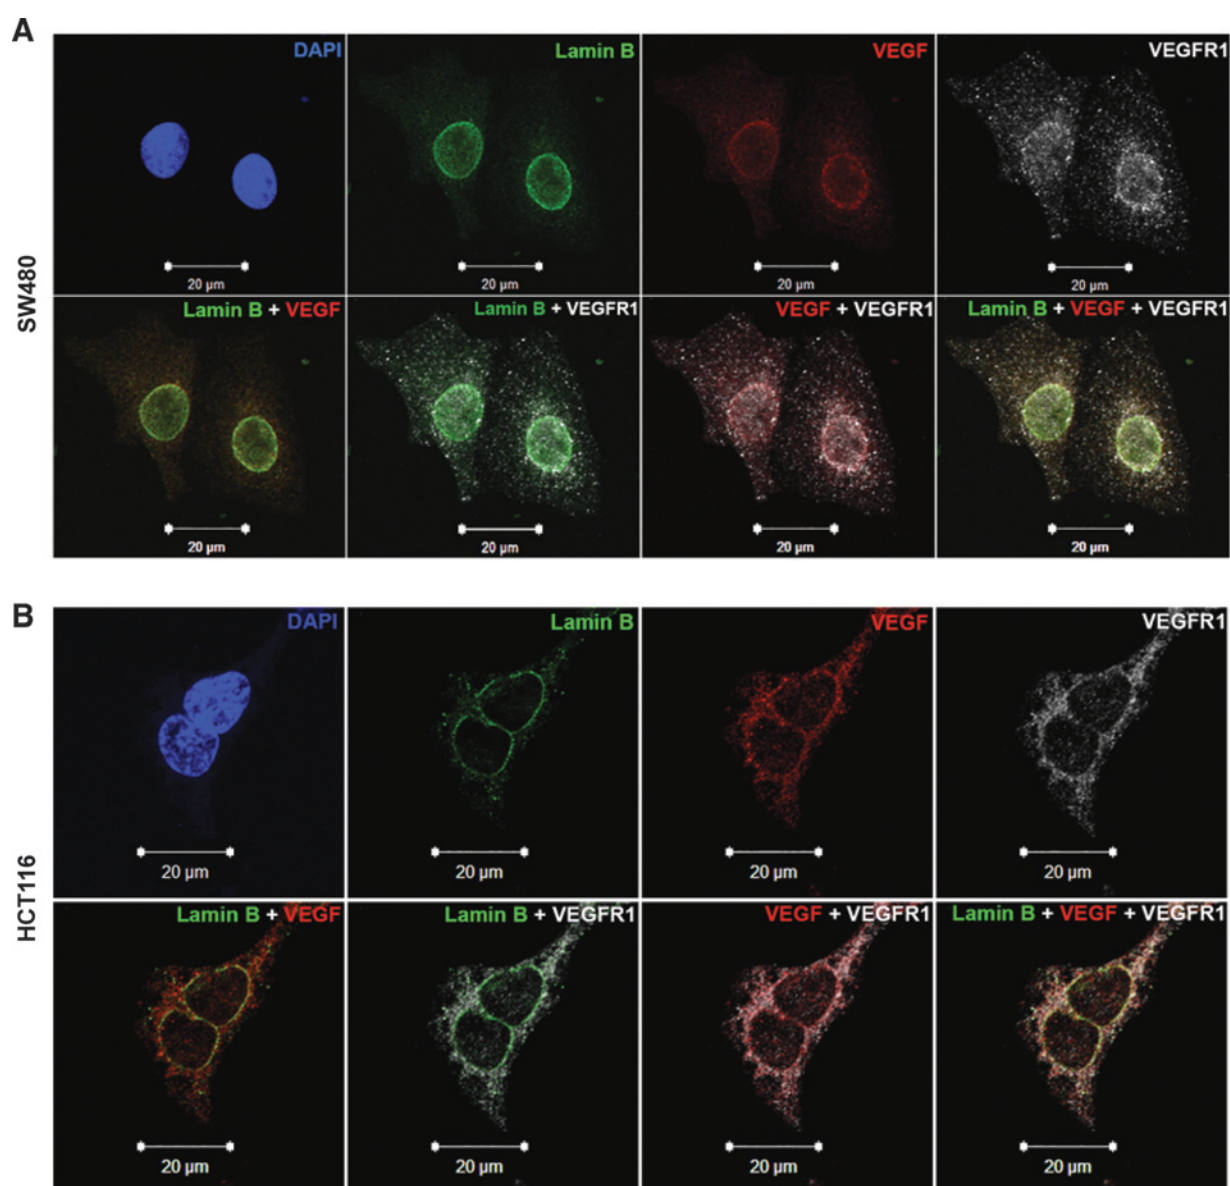 A
SW480
DAPI
Lamin B
VEGF
VEGFR1
20 µm
20 µm
20 µm
20 µm
Lamin B + VEGF
Lamin B + VEGFR1
VEGF + VEGFR1
Lamin B + VEGF + VEGFR1
20 µm
20 µm
20 µm
20 µm
B
HCT116
DAPI
Lamin B
VEGF
VEGFR1
20 µm
20 µm
20 µm
20 µm
Lamin B + VEGF
Lamin B + VEGFR1
VEGF + VEGFR1
Lamin B + VEGF + VEGFR1
20 µm
20 µm
20 µm
20 µm